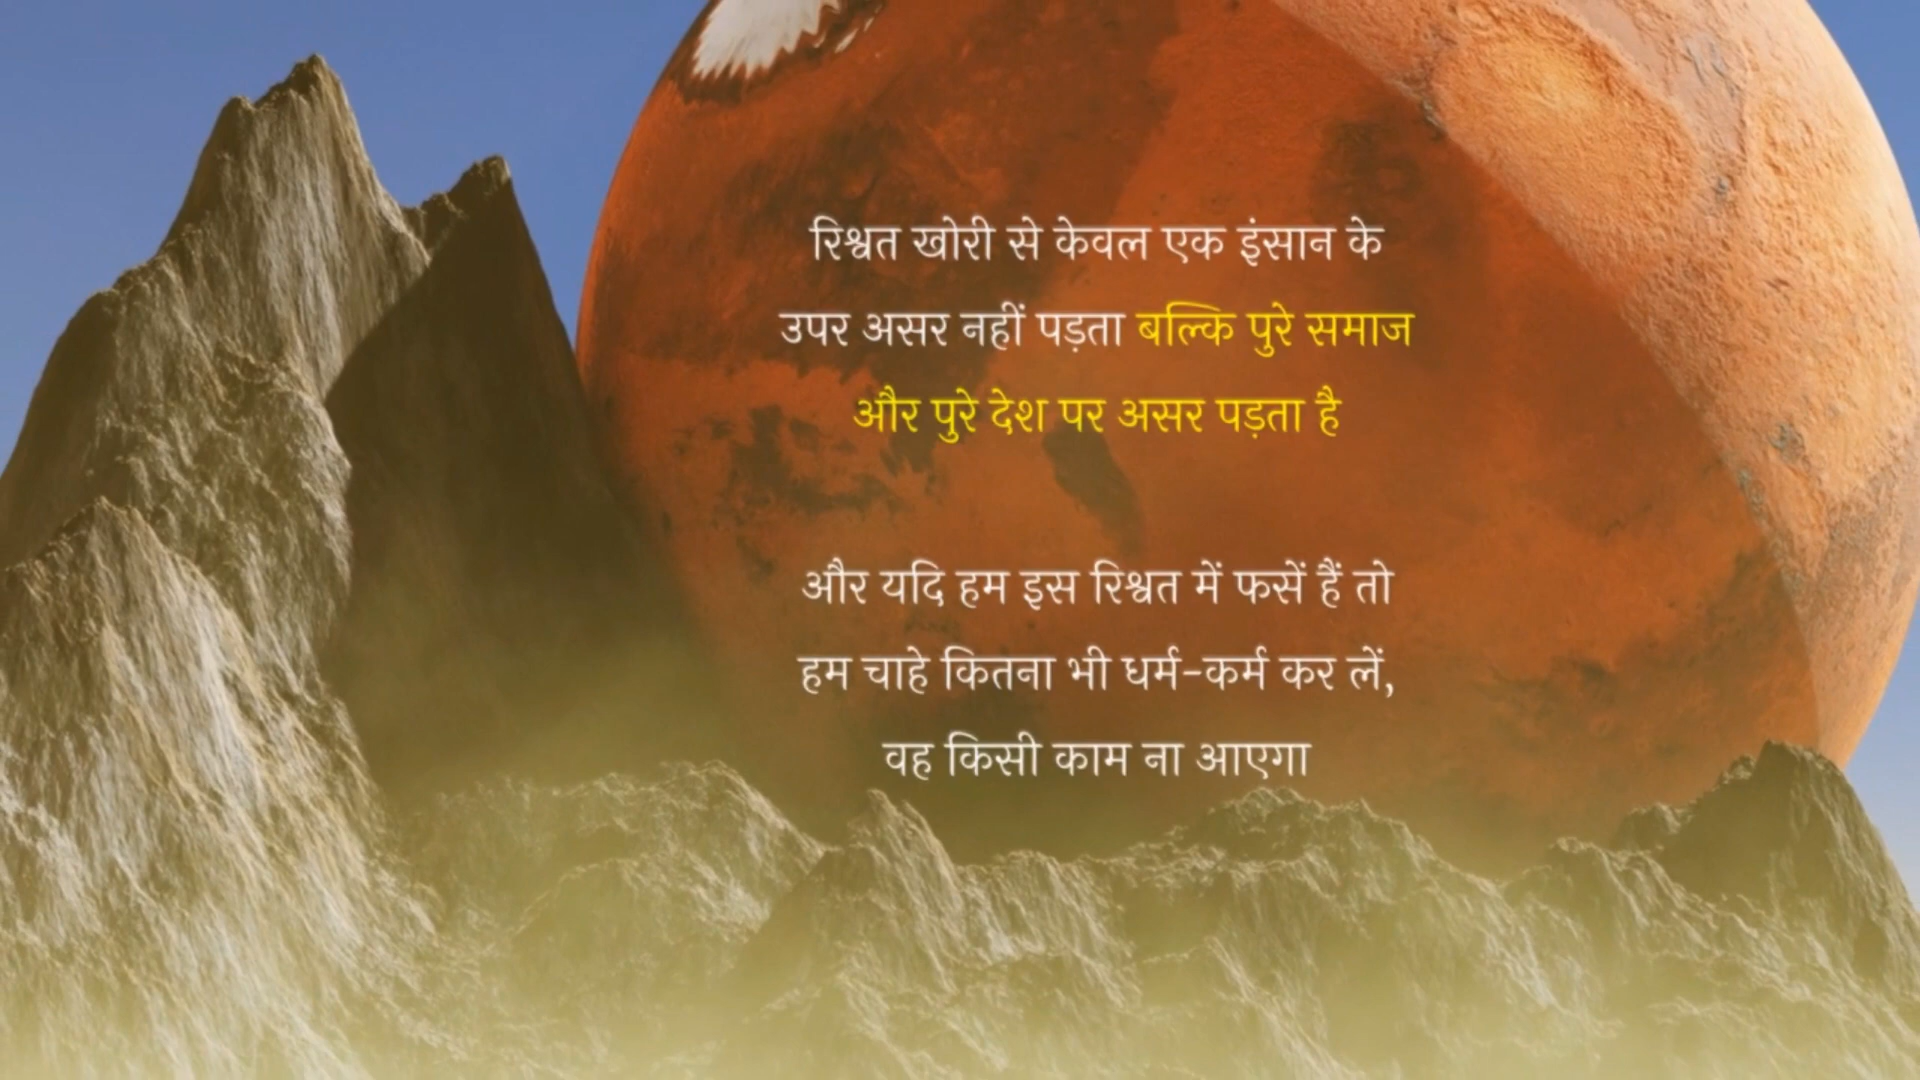 रिश्वत खोरी से केवल एक इंसान के
उपर असर नहीं पड़ता बल्कि पुरे समाज
और पुरे देश पर असर पड़ता है
और यदि हम इस रिश्वत में फसें हैं तो
हम चाहे कितना भी धर्म-कर्म कर लें,
वह किसी काम ना आएगा